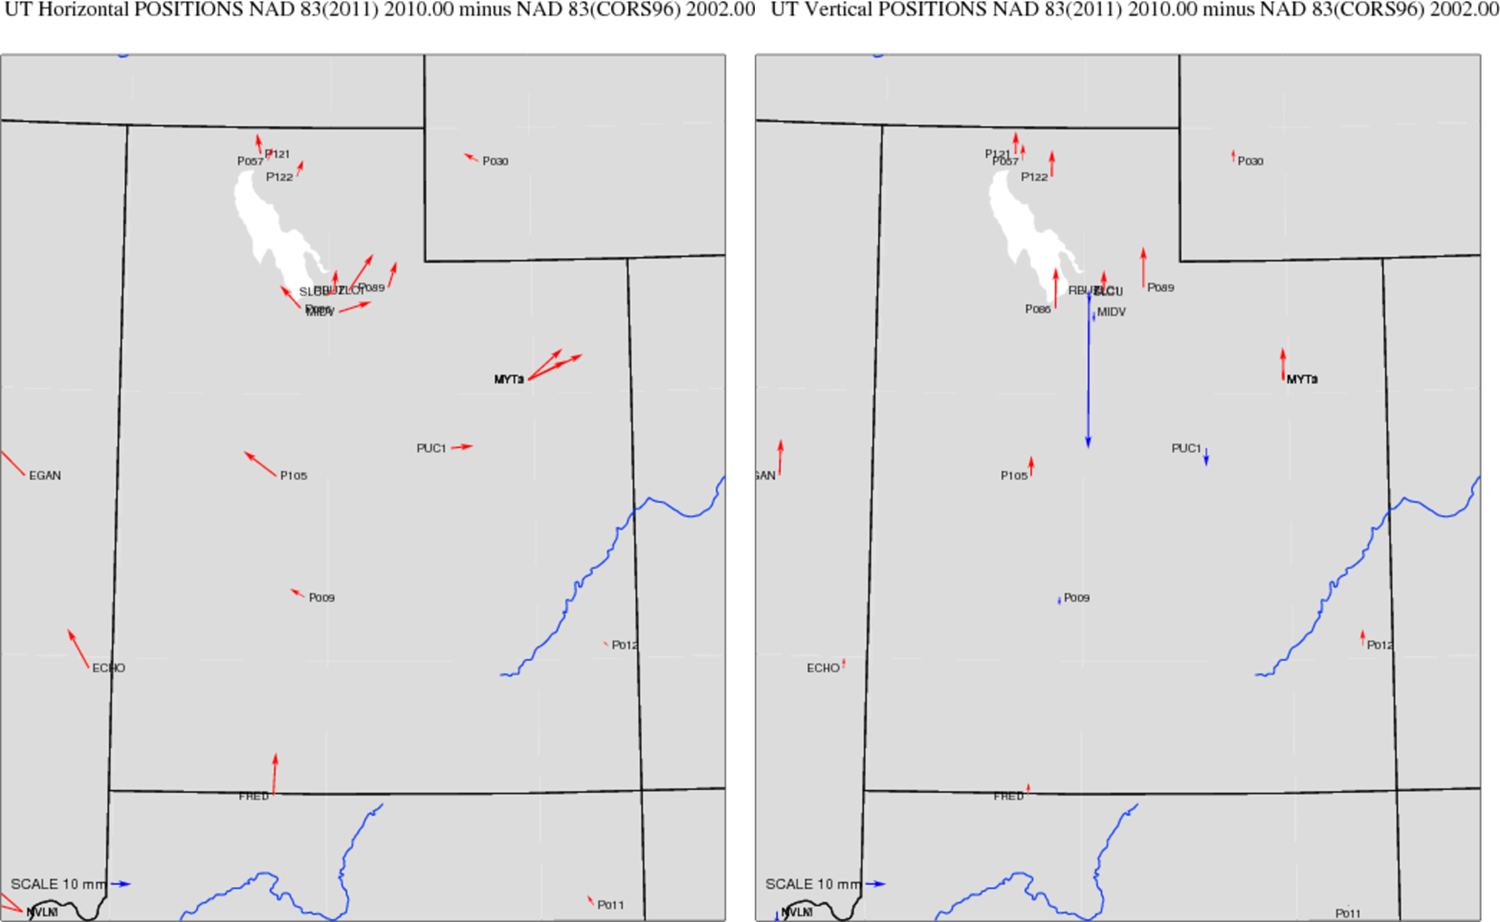 UT Horizontal POSITIONS NAD 83(2011) 2010.00 minus NAD 83(CORS96) 2002.00
P121
P057
P122
P030
P089
MIDV
PUC1
EGAN
P105
P009
P012
ECHO
FRED
SCALE 10 mm
P011
UT Vertical POSITIONS NAD 83(2011) 2010.00 minus NAD 83(CORS96) 2002.00
P121
P057
P122
P030
P089
P086
MIDV
PUC1
GAN
P105
P009
P012
ECHO
FRED
SCALE 10 mm
P011